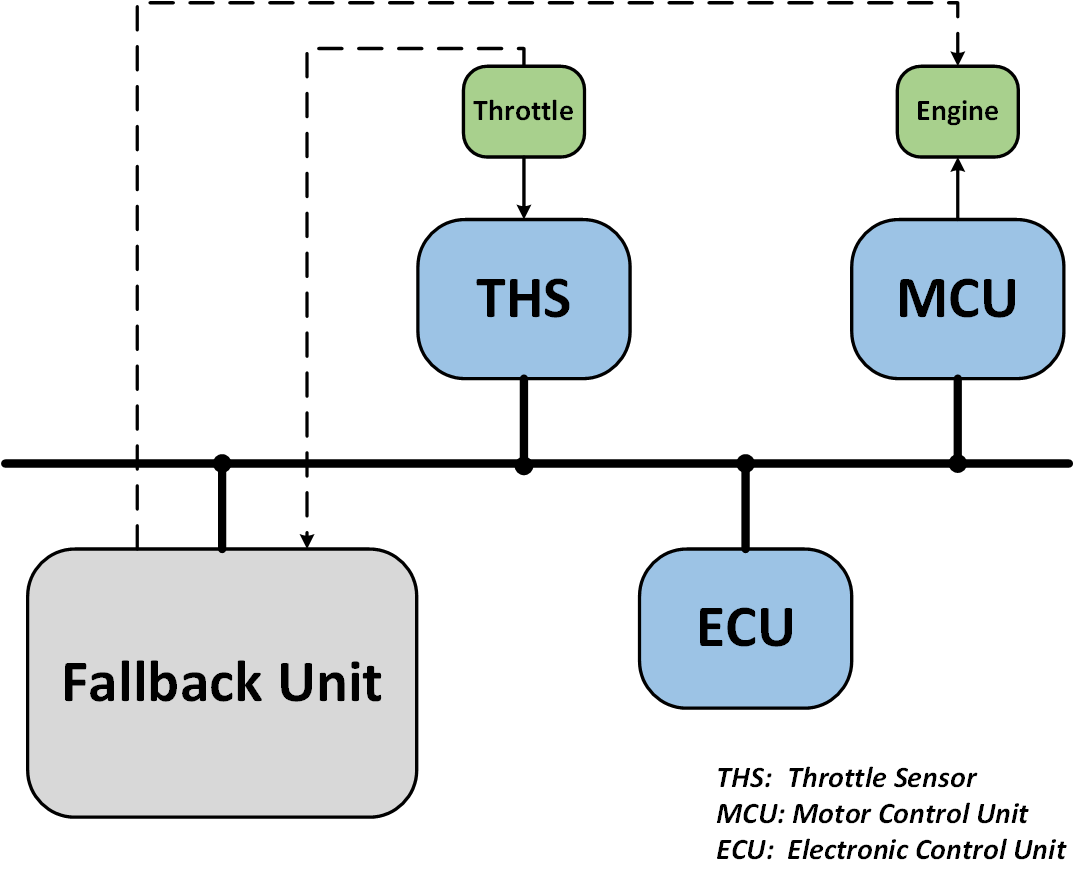 Throttle
Engine
THS
MCU
ECU
Fallback Unit
THS: Throttle Sensor
MCU: Motor Control Unit
ECU: Electronic Control Unit